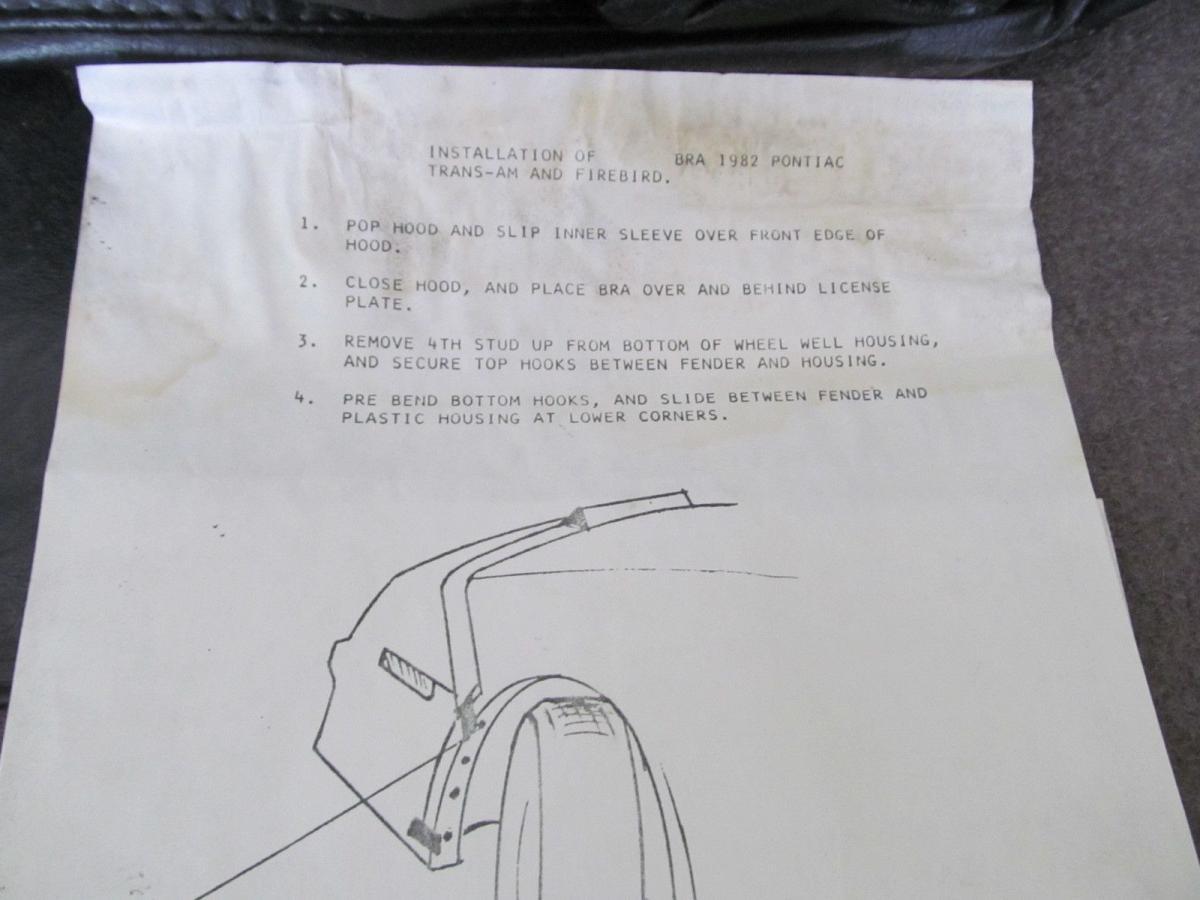 INSTALLATION OF BRA 1982 PONTIAC
TRANS-AM AND FIREBIRD.
1. POP HOOD AND SLIP INNER SLEEVE OVER FRONT EDGE OF
HOOD.
2. CLOSE HOOD, AND PLACE BRA OVER AND BEHIND LICENSE
PLATE.
3. REMOVE 4TH STUD UP FROM BOTTOM OF WHEEL WELL HOUSING,
AND SECURE TOP HOOKS BETWEEN FENDER AND HOUSING.
4. PRE BEND BOTTOM HOOKS, AND SLIDE BETWEEN FENDER AND
PLASTIC HOUSING AT LOWER CORNERS.